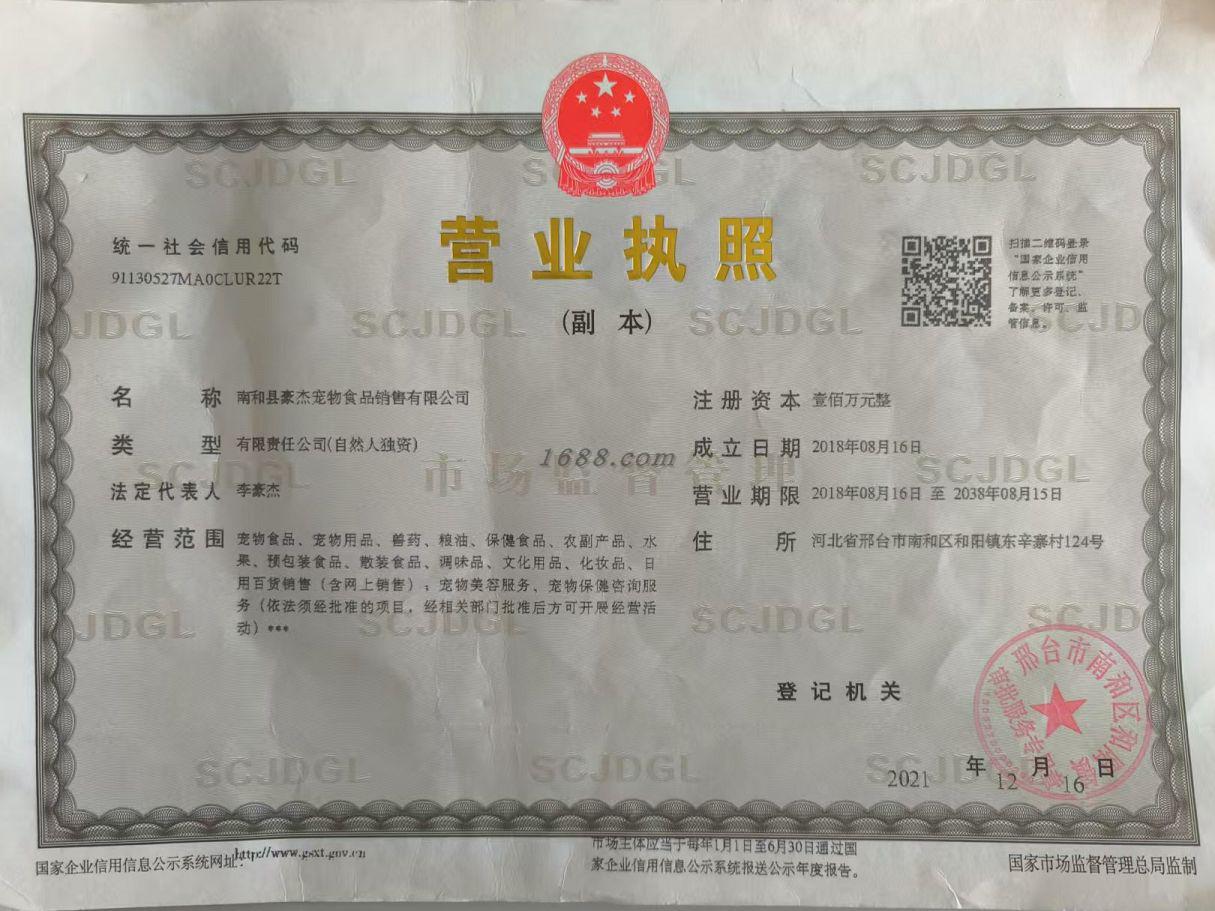 营业执照
(副 本)
统一社会信用代码
91130527MA0CLUR22T
扫描二维码登录
“国家企业信用
信息公示系统”
了解更多登记、
备案、许可、监
管信息。
名 称 南和县豪杰宠物食品销售有限公司
类 型 有限责任公司(自然人独资)
法定代表人 李豪杰
经营范围 宠物食品、宠物用品、兽药、粮油、保健食品、农副产品、水
果、预包装食品、散装食品、调味品、文化用品、化妆品、日
用百货销售（含网上销售）；宠物美容服务、宠物保健咨询服
务（依法须经批准的项目，经相关部门批准后方可开展经营活
动）***
注册资本 壹佰万元整
成立日期 2018年08月16日
营业期限 2018年08月16日 至 2038年08月15日
住 所 河北省邢台市南和区和阳镇东辛寨村124号
市场监督管理
1688.com
SCJDGL
登记机关
邢台市南和区和阳镇
审批服务专用章
2021 年 12 月 16 日
国家企业信用信息公示系统网址：http://www.gsxt.gov.cn
市场主体应当于每年1月1日至6月30日通过国
家企业信用信息公示系统报送公示年度报告。
国家市场监督管理总局监制